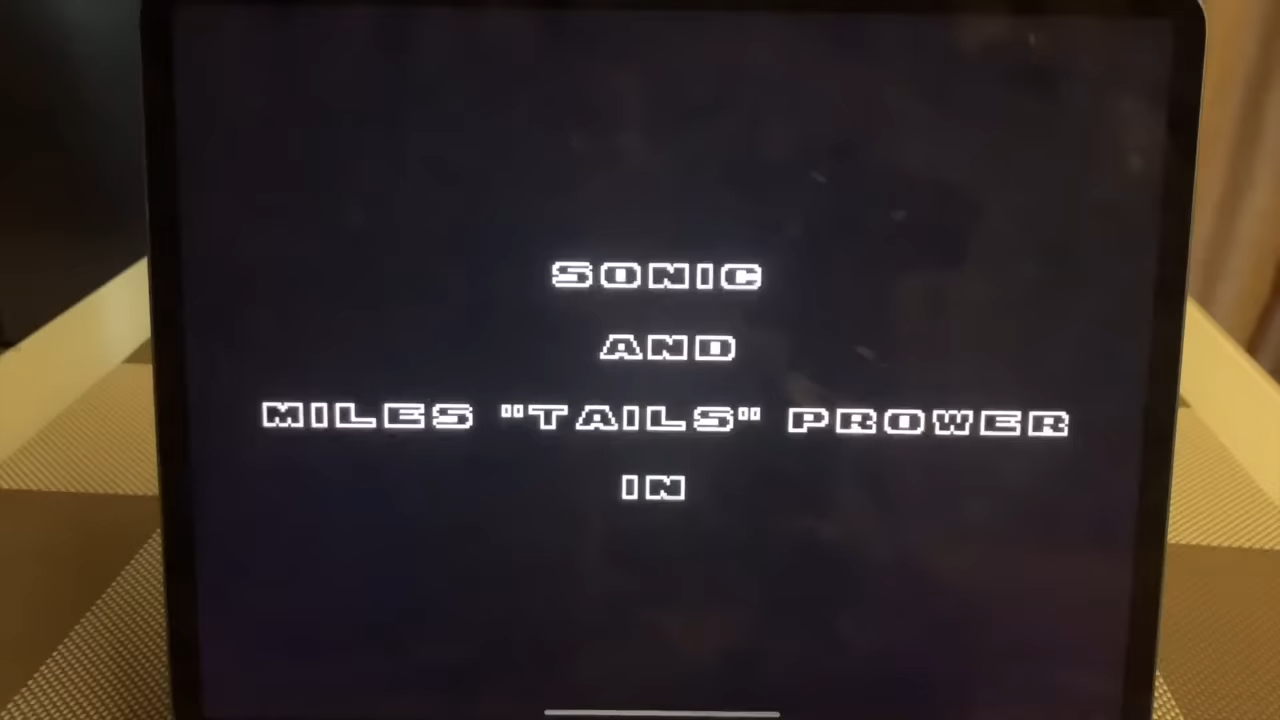 SONIC
AND
MILES "TAILS" PROWER
IN